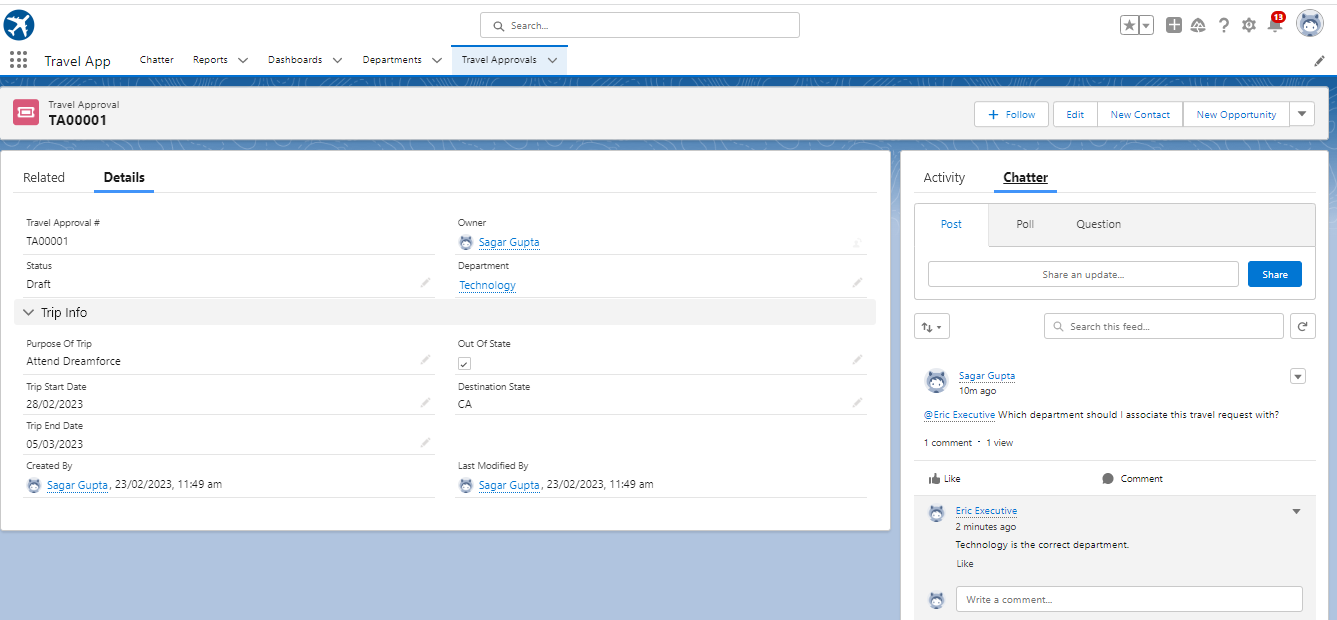 Search...
13
Travel App
Chatter
Reports
Dashboards
Departments
Travel Approvals
Travel Approval
TA00001
Follow
Edit
New Contact
New Opportunity
Related
Details
Travel Approval #
TA00001
Owner
Sagar Gupta
Status
Draft
Department
Technology
Trip Info
Purpose Of Trip
Attend Dreamforce
Out Of State
Trip Start Date
28/02/2023
Destination State
CA
Trip End Date
05/03/2023
Created By
Sagar Gupta, 23/02/2023, 11:49 am
Last Modified By
Sagar Gupta, 23/02/2023, 11:49 am
Activity
Chatter
Post
Poll
Question
Share an update...
Share
Search this feed...
Sagar Gupta
10m ago
@Eric Executive Which department should I associate this travel request with?
1 comment · 1 view
Like
Comment
Eric Executive
2 minutes ago
Technology is the correct department.
Like
Write a comment...